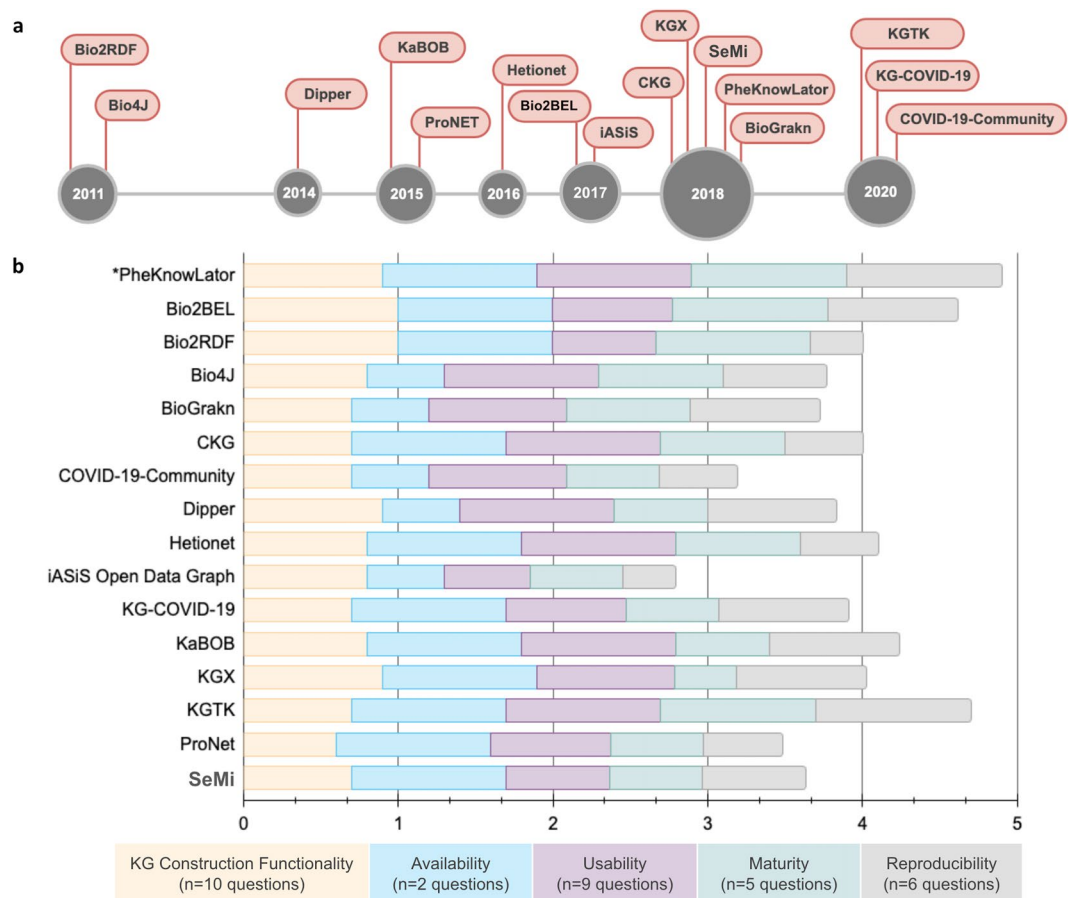 a
Bio2RDF
Bio4J
Dipper
KaBOB
ProNET
Hetionet
Bio2BEL
iASiS
CKG
KGX
SeMi
PheKnowLator
BioGrakn
KGTK
KG-COVID-19
COVID-19-Community
2011
2014
2015
2016
2017
2018
2020
b
*PheKnowLator
Bio2BEL
Bio2RDF
Bio4J
BioGrakn
CKG
COVID-19-Community
Dipper
Hetionet
iASiS Open Data Graph
KG-COVID-19
KaBOB
KGX
KGTK
ProNet
SeMi
0 1 2 3 4 5
KG Construction Functionality
(n=10 questions)
Availability
(n=2 questions)
Usability
(n=9 questions)
Maturity
(n=5 questions)
Reproducibility
(n=6 questions)